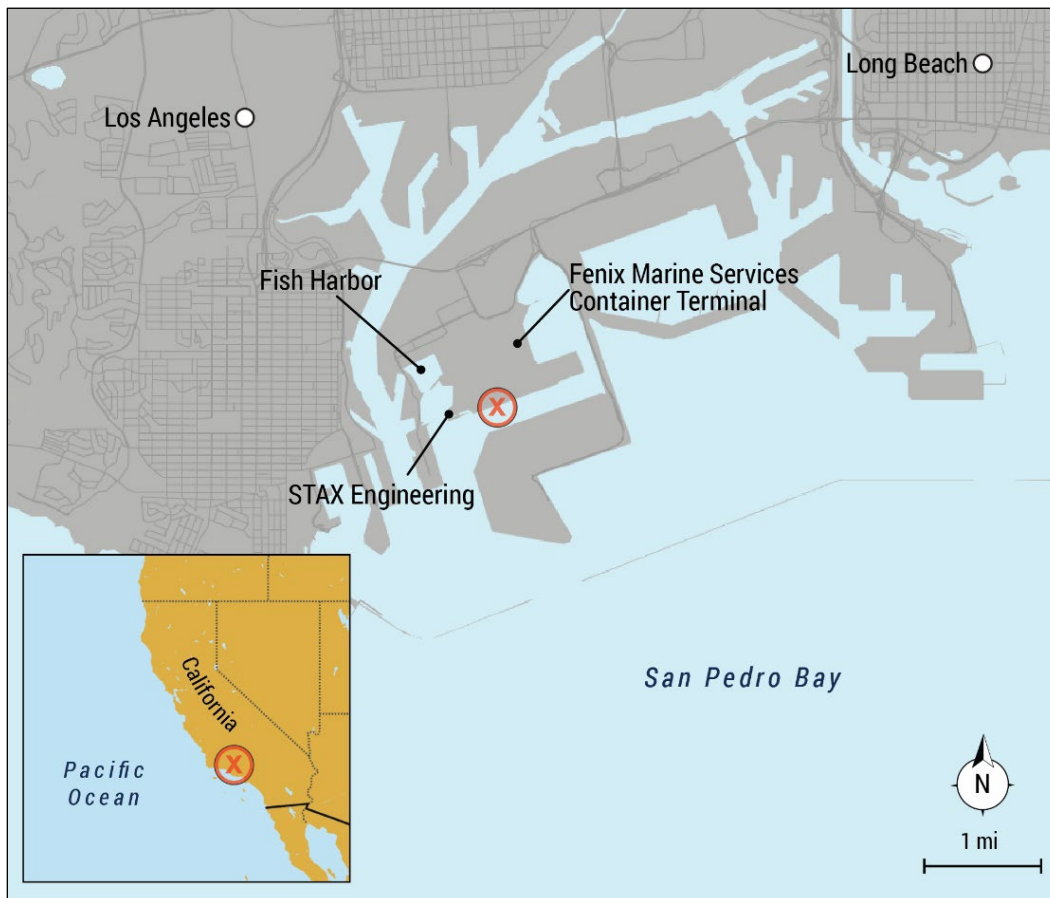 Long Beach
Los Angeles
Fish Harbor
Fenix Marine Services
Container Terminal
X
STAX Engineering
San Pedro Bay
California
X
Pacific
Ocean
N
1 mi